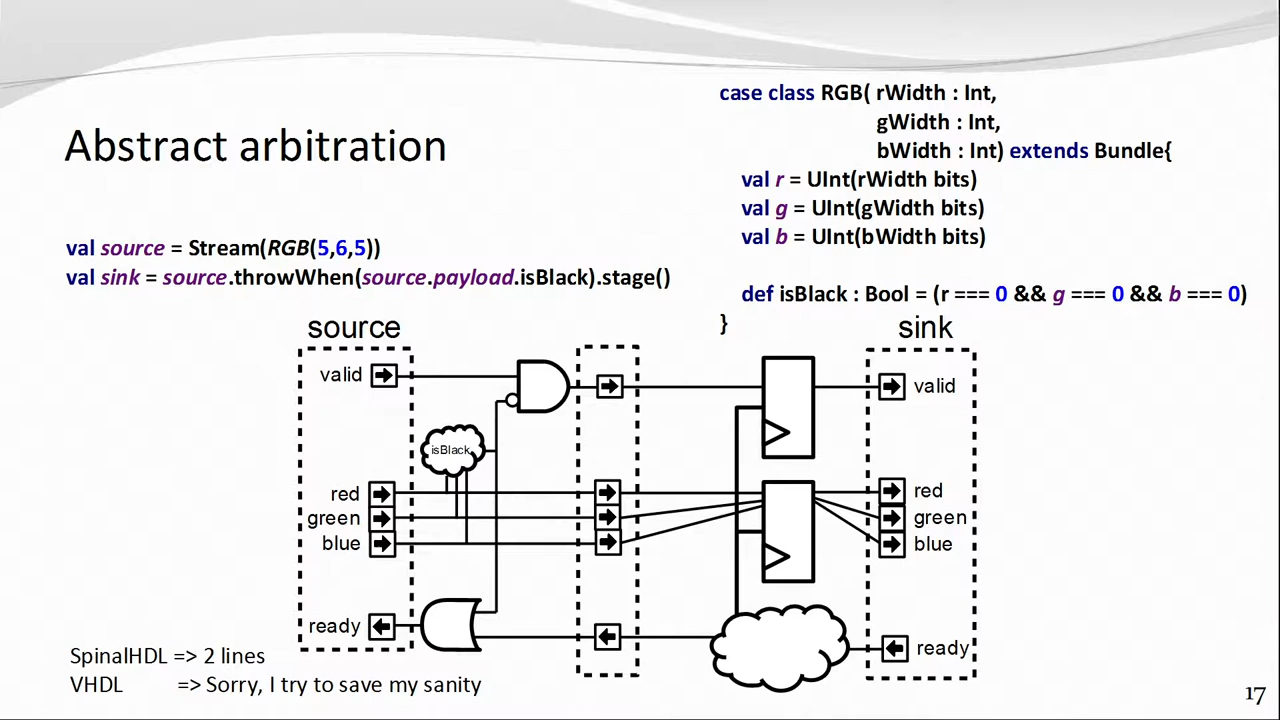 Abstract arbitration
case class RGB( rWidth : Int,
gWidth : Int,
bWidth : Int) extends Bundle{
val r = UInt(rWidth bits)
val g = UInt(gWidth bits)
val b = UInt(bWidth bits)
def isBlack : Bool = (r === 0 && g === 0 && b === 0)
}
val source = Stream(RGB(5,6,5))
val sink = source.throwWhen(source.payload.isBlack).stage()
source
sink
valid
valid
isBlack
red
red
green
green
blue
blue
ready
ready
SpinalHDL => 2 lines
VHDL => Sorry, I try to save my sanity
17